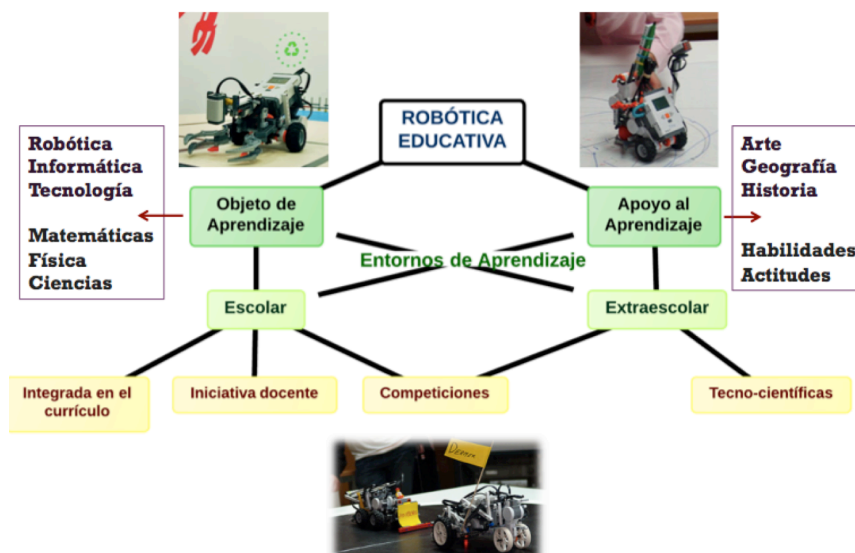 ROBÓTICA
EDUCATIVA
Robótica
Informática
Tecnología
Matemáticas
Física
Ciencias
Objeto de
Aprendizaje
Apoyo al
Aprendizaje
Arte
Geografía
Historia
Habilidades
Actitudes
Entornos de Aprendizaje
Escolar
Extraescolar
Integrada en el
currículo
Iniciativa docente
Competiciones
Tecno-científicas